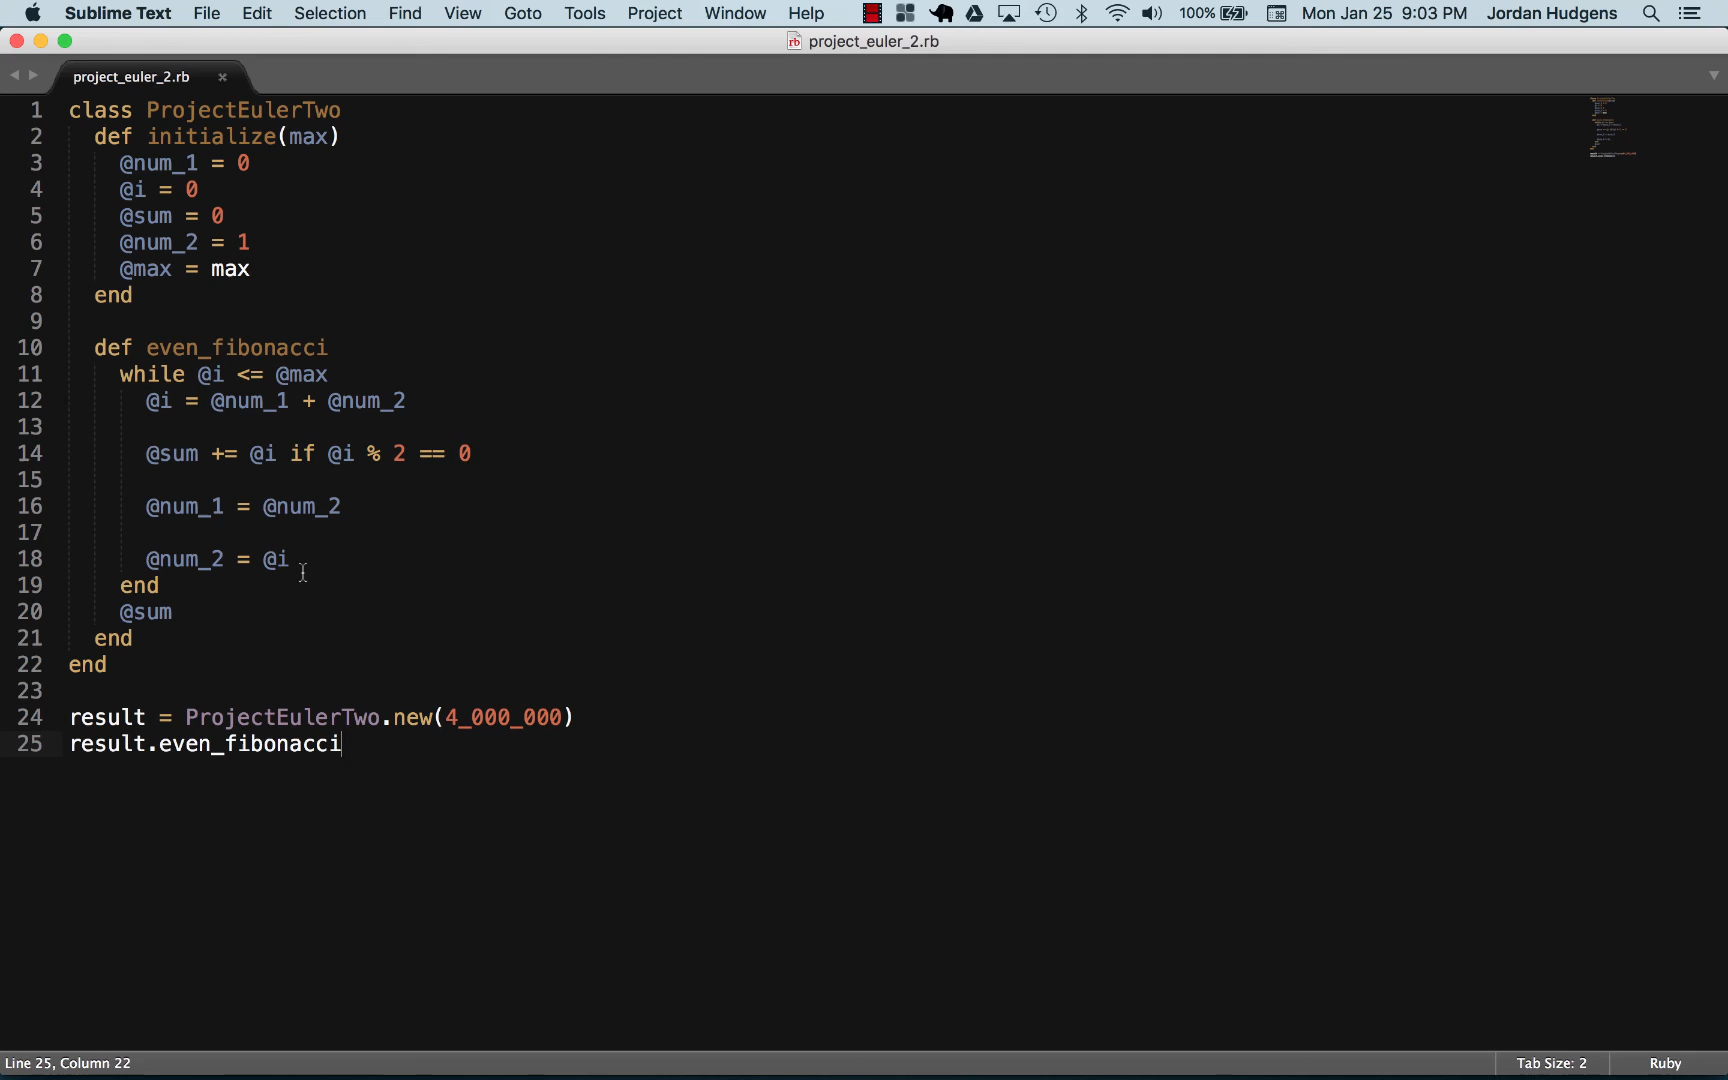 Sublime Text File Edit Selection Find View Goto Tools Project Window Help 100% Mon Jan 25 9:03 PM Jordan Hudgens
project_euler_2.rb
project_euler_2.rb ×
1 class ProjectEulerTwo
2 def initialize(max)
3 @num_1 = 0
4 @i = 0
5 @sum = 0
6 @num_2 = 1
7 @max = max
8 end
9
10 def even_fibonacci
11 while @i <= @max
12 @i = @num_1 + @num_2
13
14 @sum += @i if @i % 2 == 0
15
16 @num_1 = @num_2
17
18 @num_2 = @i
19 end
20 @sum
21 end
22 end
23
24 result = ProjectEulerTwo.new(4_000_000)
25 result.even_fibonacci
Line 25, Column 22 Tab Size: 2 Ruby